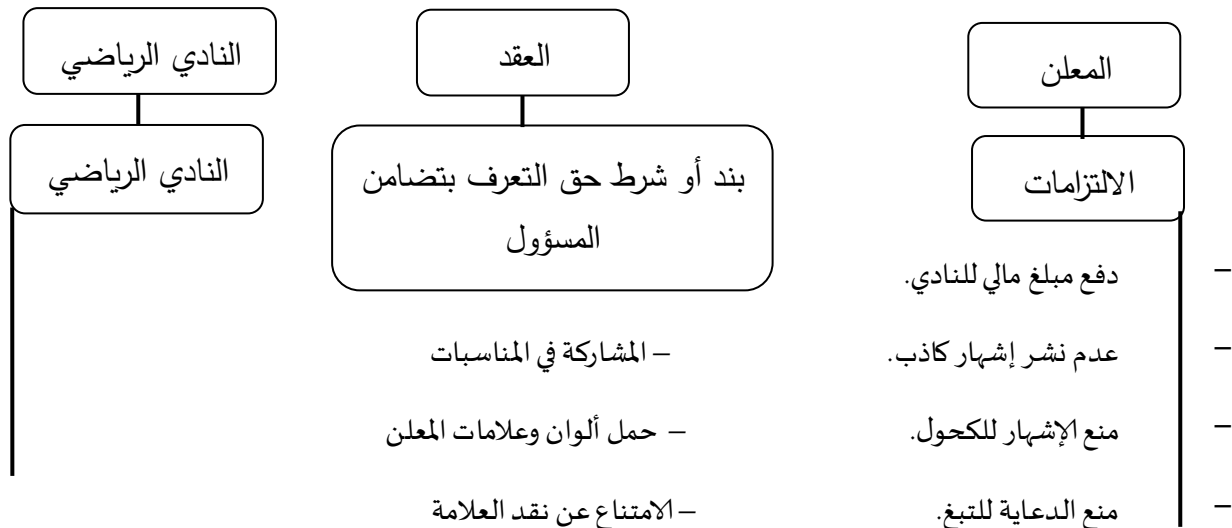 المعلن
العقد
النادي الرياضي
الالتزامات
بند أو شرط حق التعرف بتضامن
المسؤول
النادي الرياضي
– دفع مبلغ مالي للنادي.
– عدم نشر إشهار كاذب.
– المشاركة في المناسبات
– منع الإشهار للكحول.
– حمل ألوان وعلامات المعلن
– منع الدعاية للتبغ.
– الامتناع عن نقد العلامة